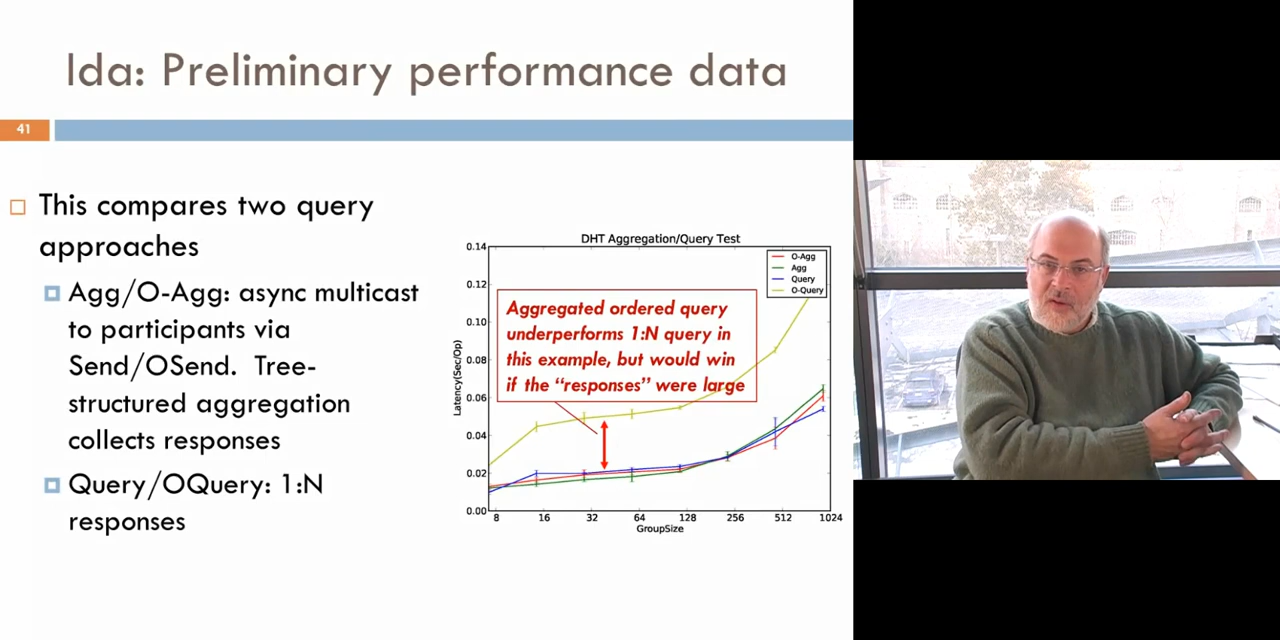 Ida: Preliminary performance data
41
This compares two query
approaches
Agg/O-Agg: async multicast
to participants via
Send/OSend. Tree-
structured aggregation
collects responses
Query/OQuery: 1:N
responses
DHT Aggregation/Query Test
O-Agg
Agg
Query
O-Query
Aggregated ordered query
underperforms 1:N query in
this example, but would win
if the “responses” were large
Latency(Sec/Op)
0.14
0.12
0.10
0.08
0.06
0.04
0.02
0.00
8 16 32 64 128 256 512 1024
GroupSize